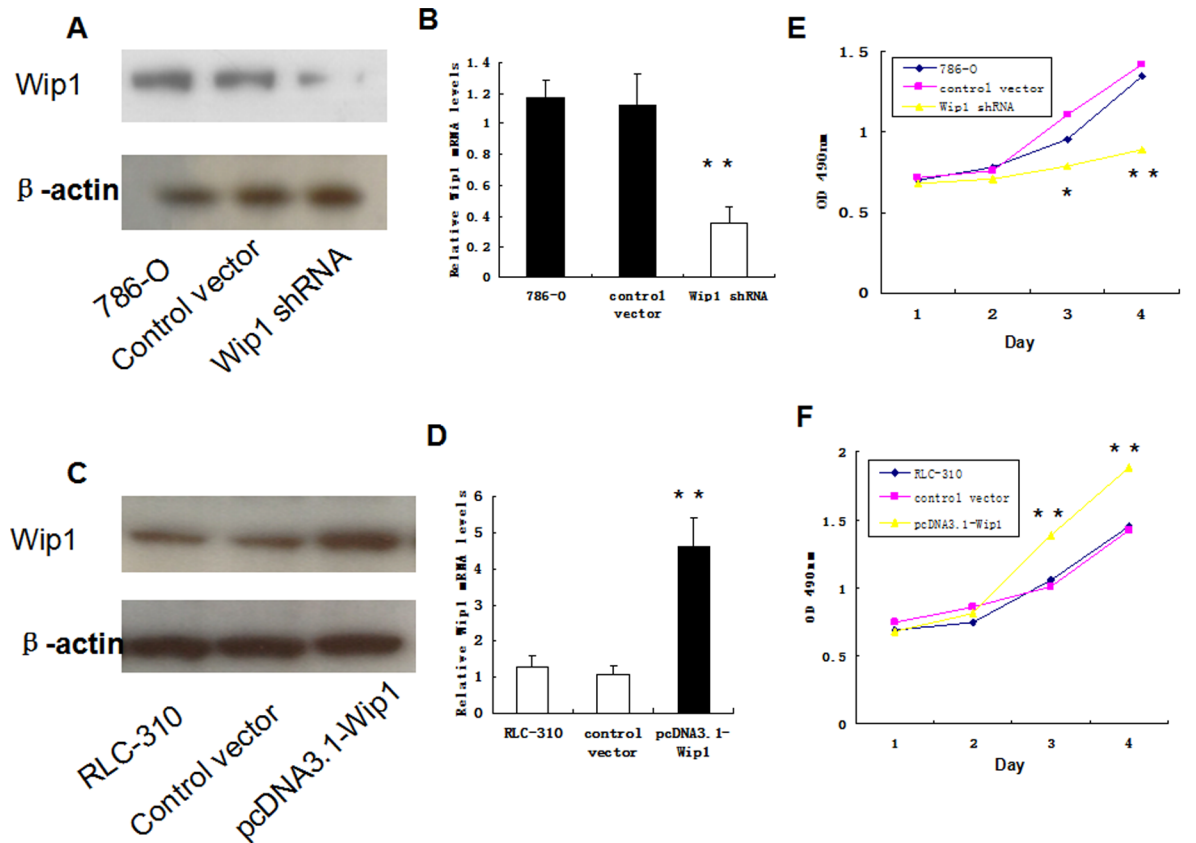 A
Wip1
β-actin
786-O
Control vector
Wip1 shRNA
B
Relative Wip1 mRNA levels
1.4
1.2
1
0.8
0.6
0.4
0.2
0
* *
786-O
control
vector
Wip1 shRNA
E
OD 490nm
1.5
1
0.5
0
786-O
control vector
Wip1 shRNA
*
* *
1
2
3
4
Day
C
Wip1
β-actin
RLC-310
Control vector
pcDNA3.1-Wip1
D
Relative Wip1 mRNA levels
6
5
4
3
2
1
0
* *
RLC-310
control
vector
pcDNA3.1-
Wip1
F
OD 490nm
2
1.5
1
0.5
0
RLC-310
control vector
pcDNA3.1-Wip1
* *
* *
1
2
3
4
Day